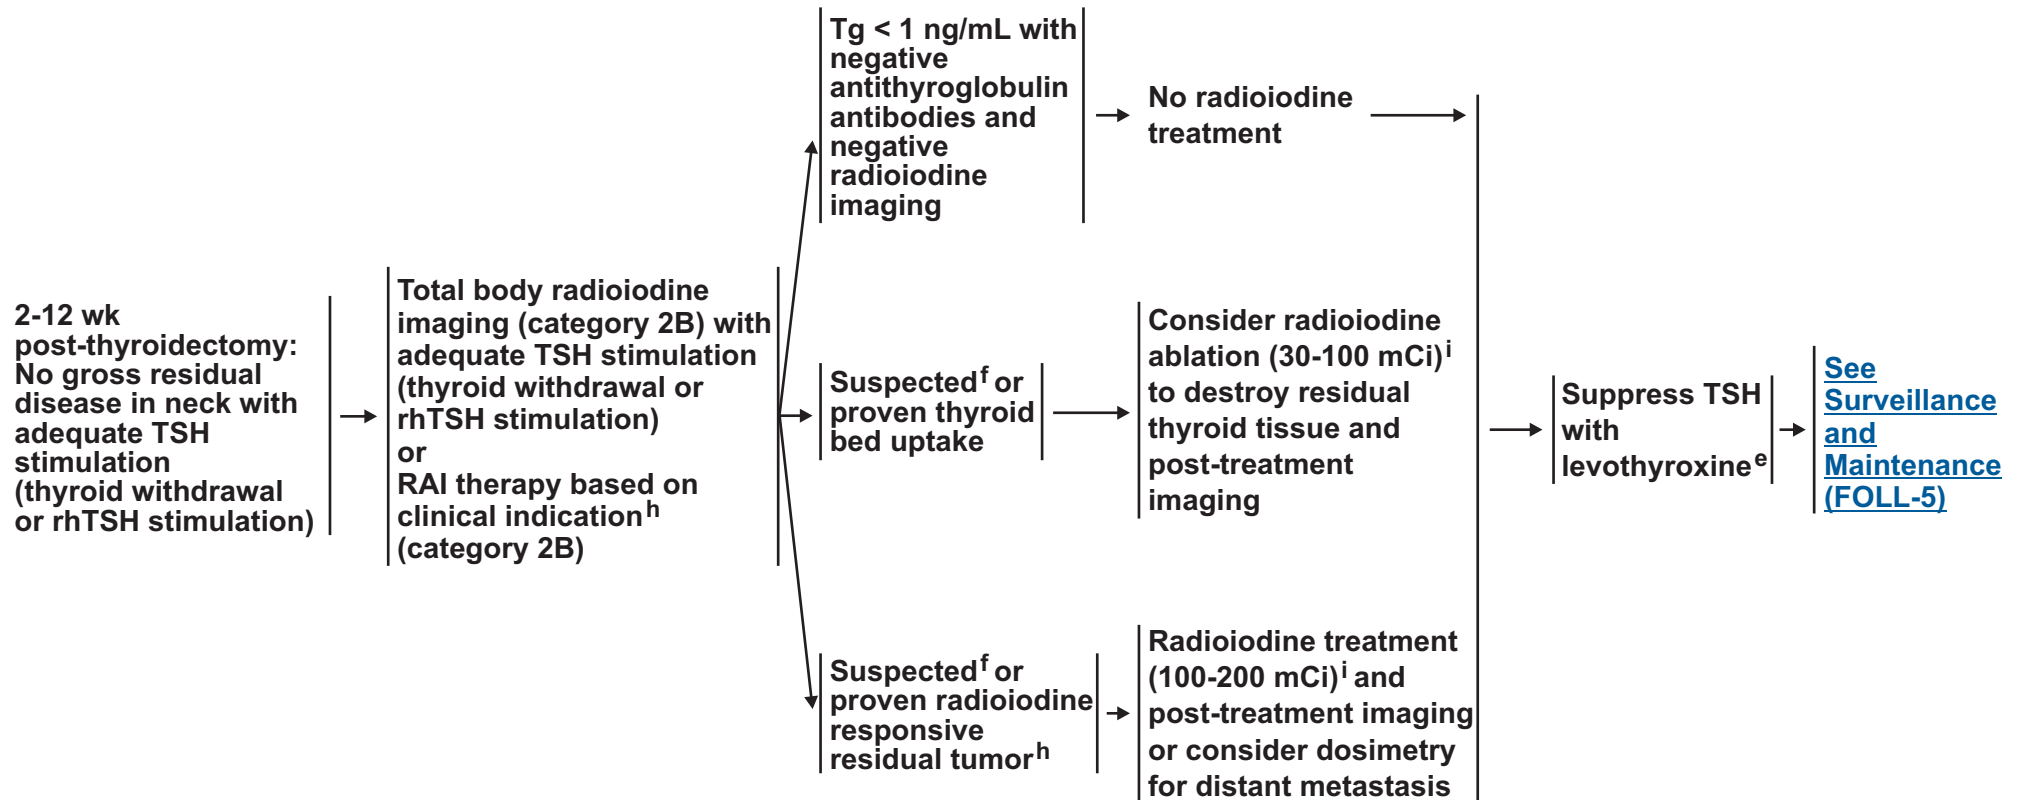 2-12 wk
post-thyroidectomy:
No gross residual
disease in neck with
adequate TSH
stimulation
(thyroid withdrawal
or rhTSH stimulation)
Total body radioiodine
imaging (category 2B) with
adequate TSH stimulation
(thyroid withdrawal or
rhTSH stimulation)
or
RAI therapy based on
clinical indication h
(category 2B)
Tg < 1 ng/mL with
negative
antithyroglobulin
antibodies and
negative
radioiodine
imaging
No radioiodine
treatment
Suspected f or
proven thyroid
bed uptake
Consider radioiodine
ablation (30-100 mCi) i
to destroy residual
thyroid tissue and
post-treatment
imaging
Suspected f or
proven radioiodine
responsive
residual tumor h
Radioiodine treatment
(100-200 mCi) i and
post-treatment imaging
or consider dosimetry
for distant metastasis
Suppress TSH
with
levothyroxine e
See
Surveillance
and
Maintenance
(FOLL-5)